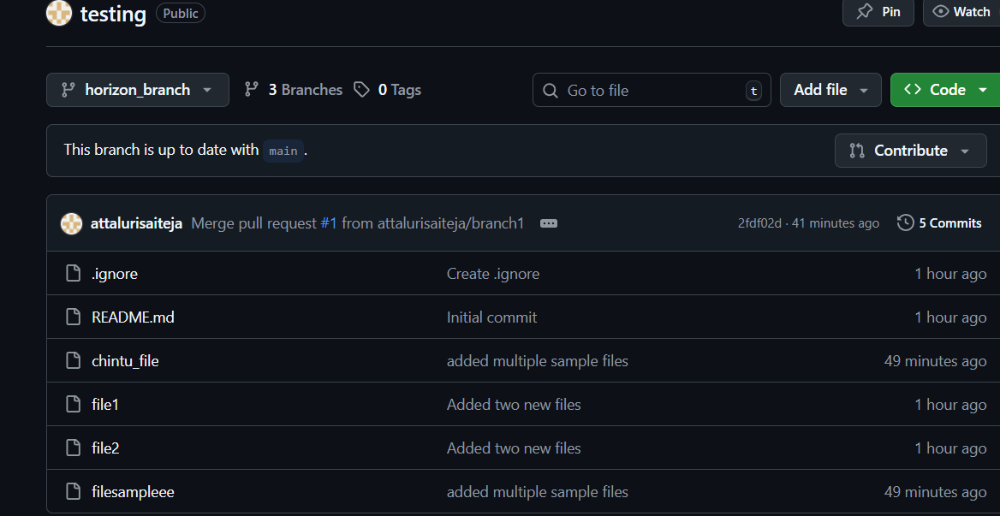 testing Public Pin Watch
horizon_branch 3 Branches 0 Tags Go to file t Add file Code
This branch is up to date with main. Contribute
attalurisaiteja Merge pull request #1 from attalurisaiteja/branch1 2fdf02d · 41 minutes ago 5 Commits
.ignore Create .ignore 1 hour ago
README.md Initial commit 1 hour ago
chintu_file added multiple sample files 49 minutes ago
file1 Added two new files 1 hour ago
file2 Added two new files 1 hour ago
filesampleee added multiple sample files 49 minutes ago